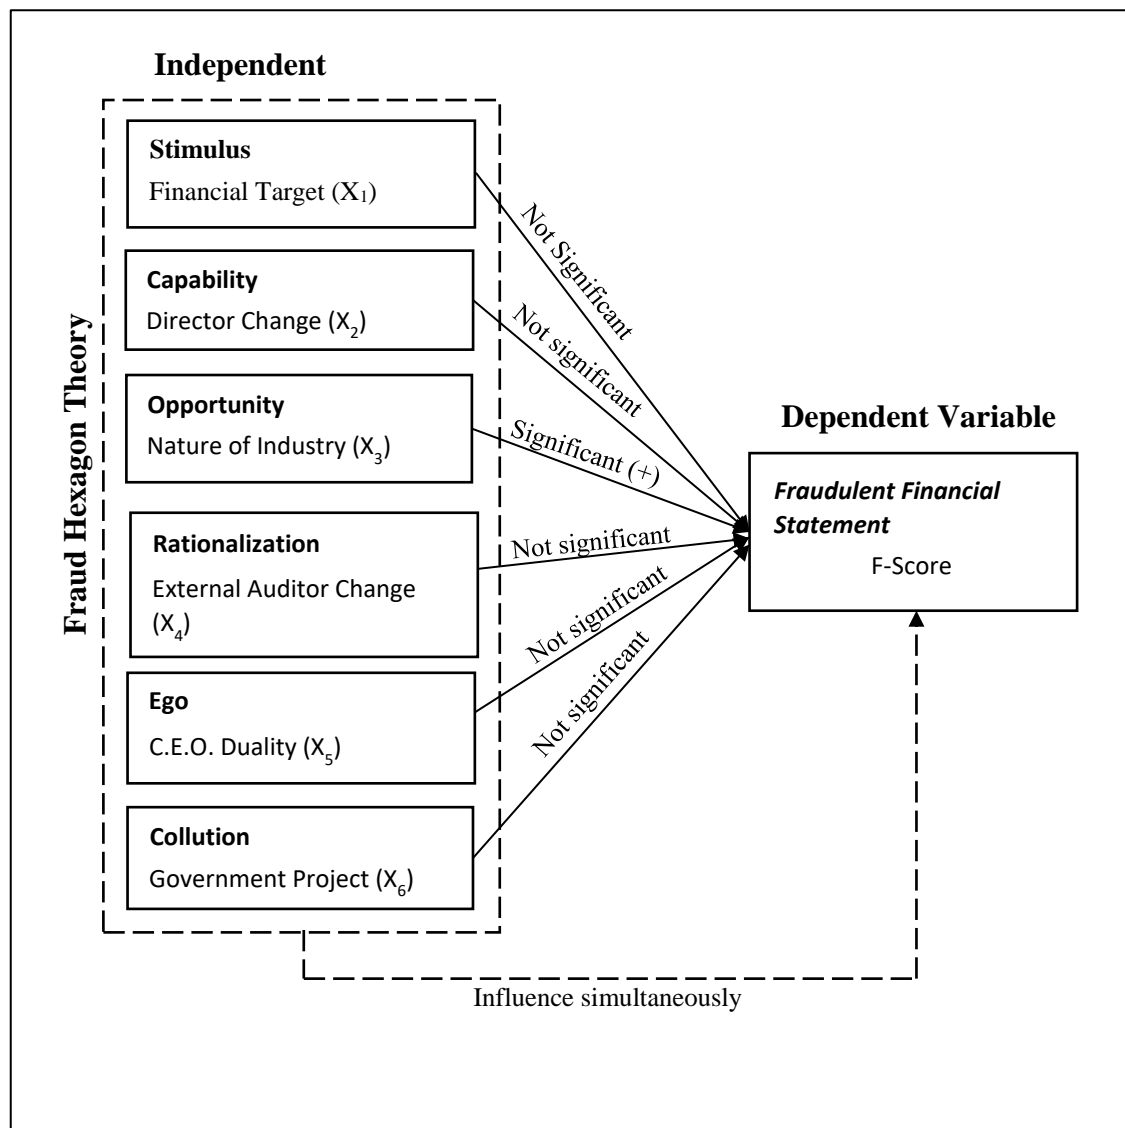 Independent
Fraud Hexagon Theory
Stimulus
Financial Target (X₁)
Capability
Director Change (X₂)
Opportunity
Nature of Industry (X₃)
Rationalization
External Auditor Change
(X₄)
Ego
C.E.O. Duality (X₅)
Collution
Government Project (X₆)
Not Significant
Not significant
Significant (+)
Not significant
Not significant
Not significant
Dependent Variable
Fraudulent Financial
Statement
F-Score
Influence simultaneously